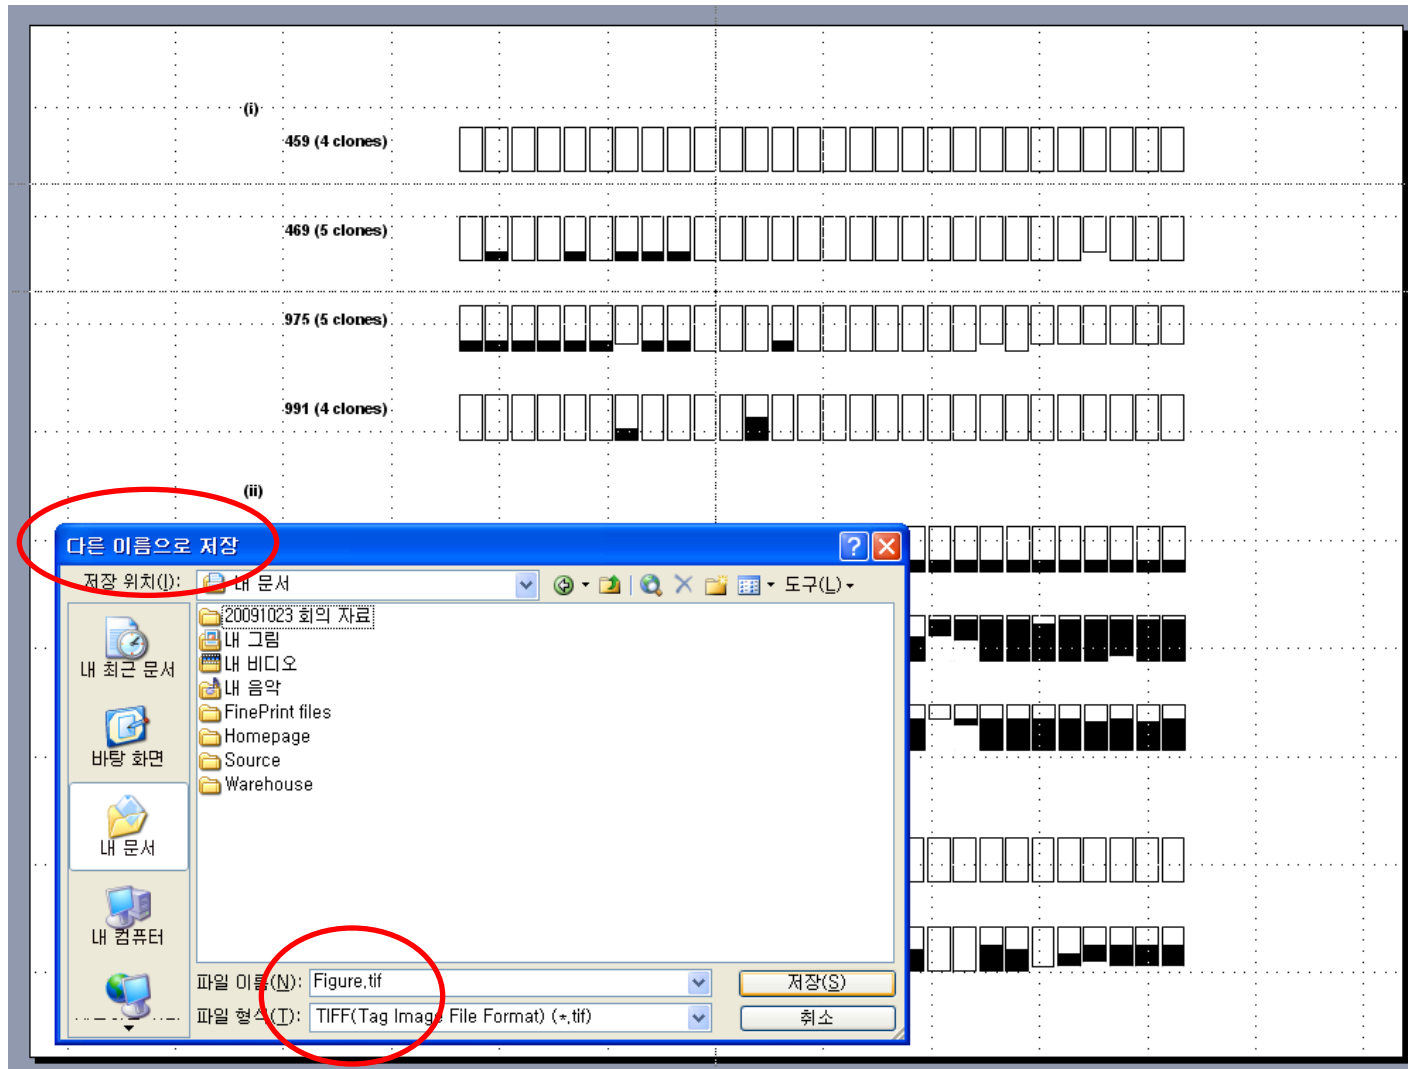 (i)
459 (4 clones)
469 (5 clones)
975 (5 clones)
991 (4 clones)
(ii)
다른 이름으로 저장
저장 위치(I):
내 문서
도구(L)
20091023 회의 자료
내 그림
내 비디오
내 음악
FinePrint files
Homepage
Source
Warehouse
내 최근 문서
바탕 화면
내 문서
내 컴퓨터
파일 이름(N):
Figure.tif
저장(S)
파일 형식(T):
TIFF(Tag Image File Format) (*.tif)
취소